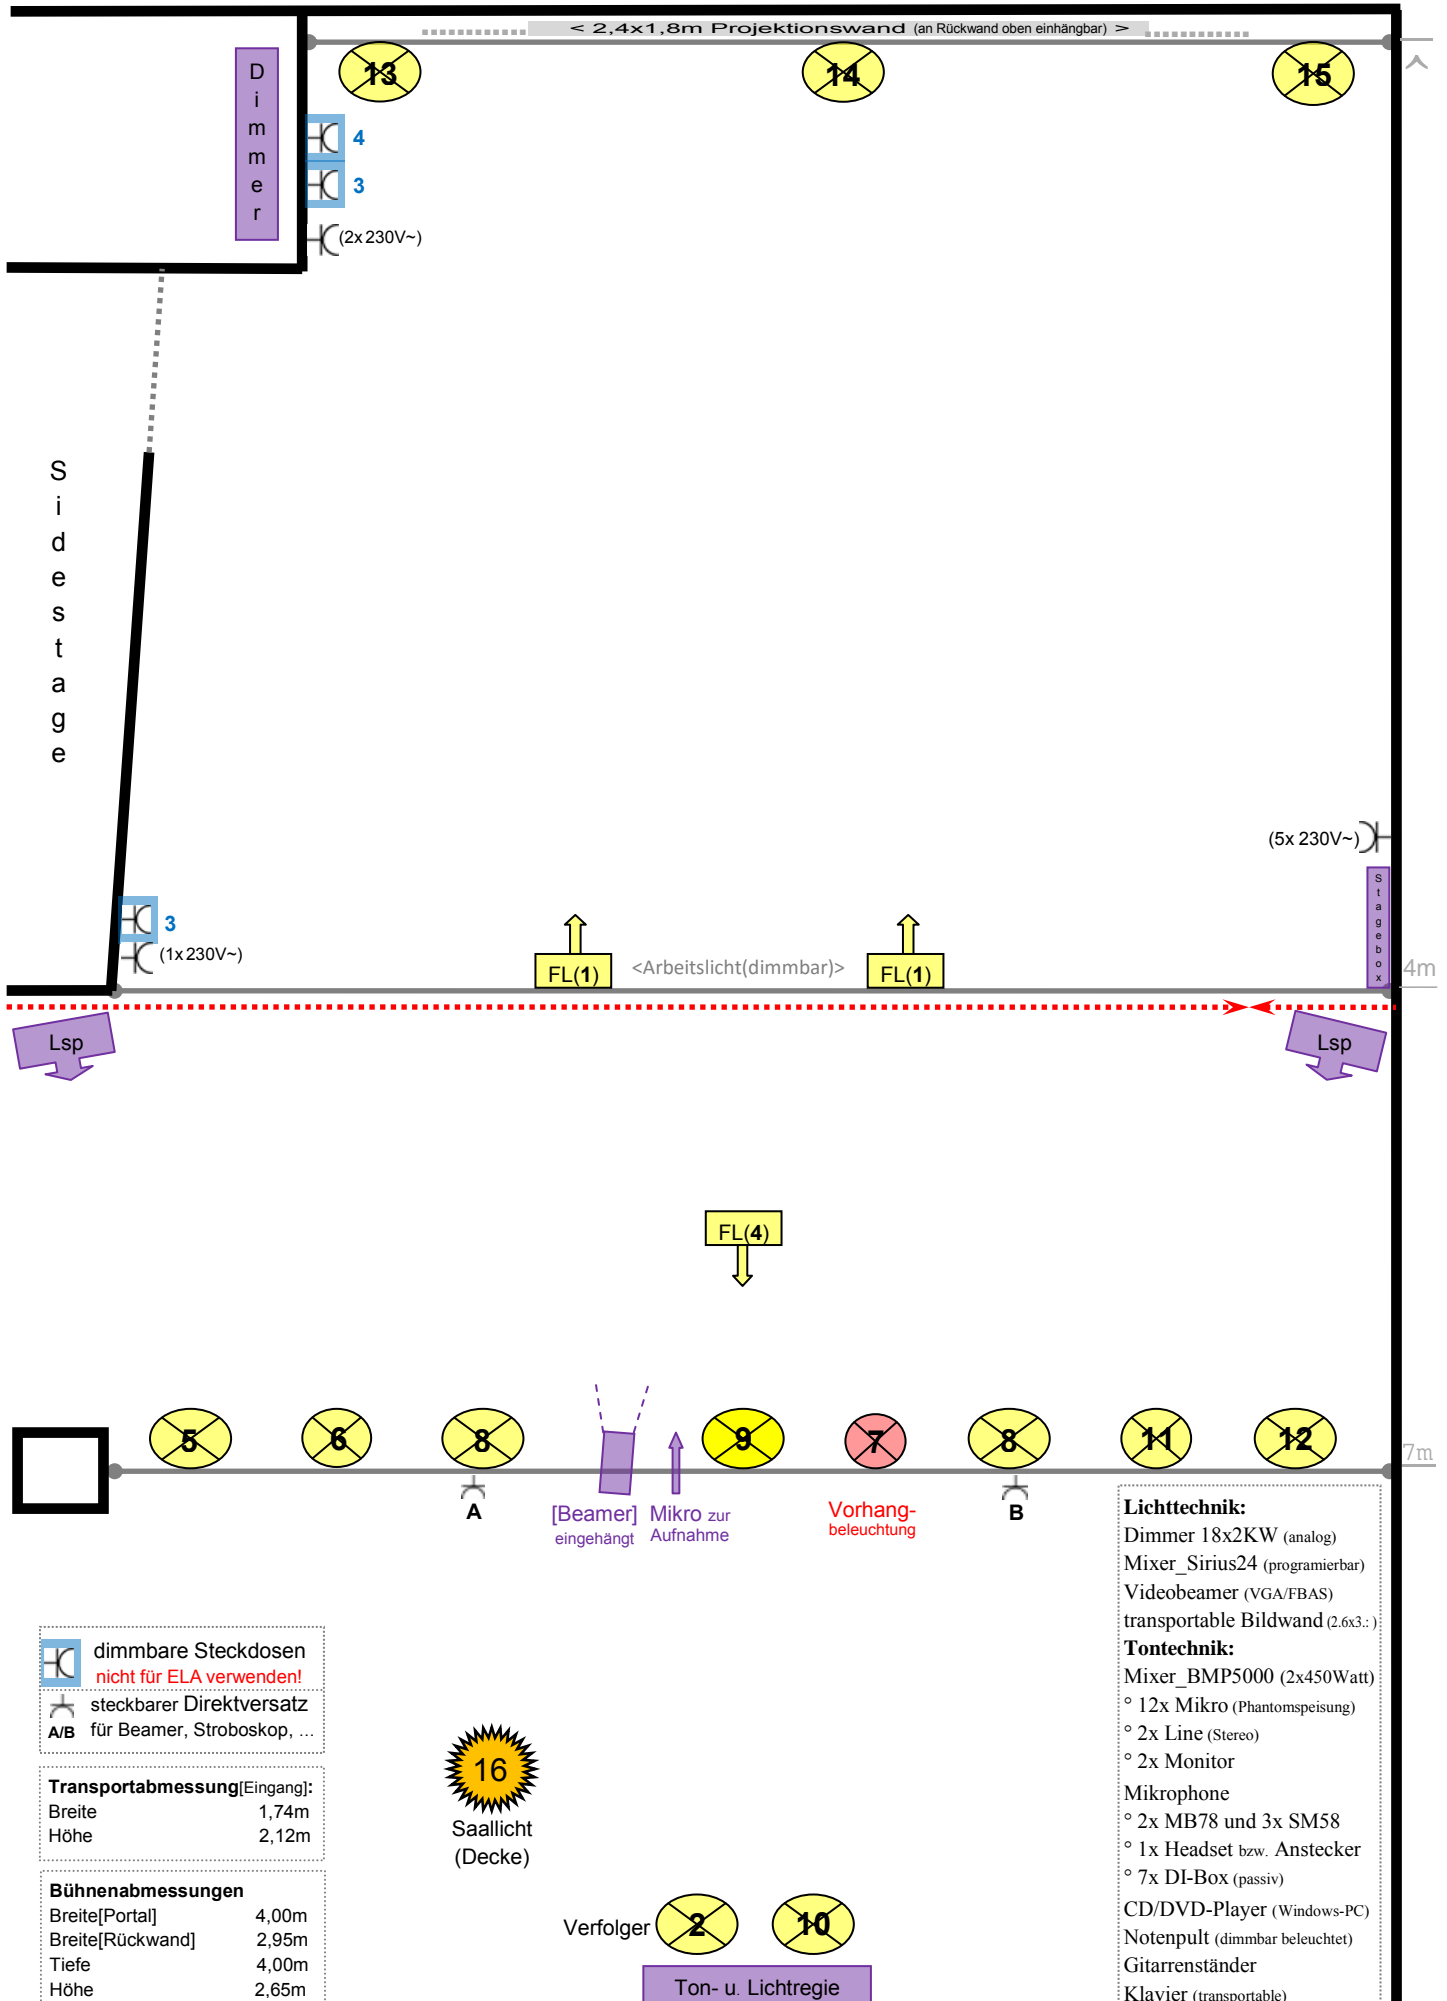 < 2,4x1,8m Projektionswand (an Rückwand oben einhängbar) >
13
14
15
Dimmer
4
3
(2x 230V~)
Sidestage
(5x 230V~)
Stagebox
3
(1x 230V~)
FL(1)
<Arbeitslicht(dimmbar)>
FL(1)
4m
Lsp
Lsp
FL(4)
5
6
8
9
7
8
11
12
7m
A
[Beamer]
eingehängt
Mikro zur
Aufnahme
Vorhang-
beleuchtung
B
Lichttechnik:
Dimmer 18x2KW (analog)
Mixer_Sirius24 (programierbar)
Videobeamer (VGA/FBAS)
transportable Bildwand (2.6x3.: )
Tontechnik:
Mixer_BMP5000 (2x450Watt)
° 12x Mikro (Phantomspeisung)
° 2x Line (Stereo)
° 2x Monitor
Mikrophone
° 2x MB78 und 3x SM58
° 1x Headset bzw. Anstecker
° 7x DI-Box (passiv)
CD/DVD-Player (Windows-PC)
Notenpult (dimmbar beleuchtet)
Gitarrenständer
Klavier (transportable)
dimmbare Steckdosen
nicht für ELA verwenden!
steckbarer Direktversatz
A/B für Beamer, Stroboskop, ...
Transportabmessung[Eingang]:
Breite 1,74m
Höhe 2,12m
Bühnenabmessungen
Breite[Portal] 4,00m
Breite[Rückwand] 2,95m
Tiefe 4,00m
Höhe 2,65m
16
Saallicht
(Decke)
Verfolger
2
10
Ton- u. Lichtregie